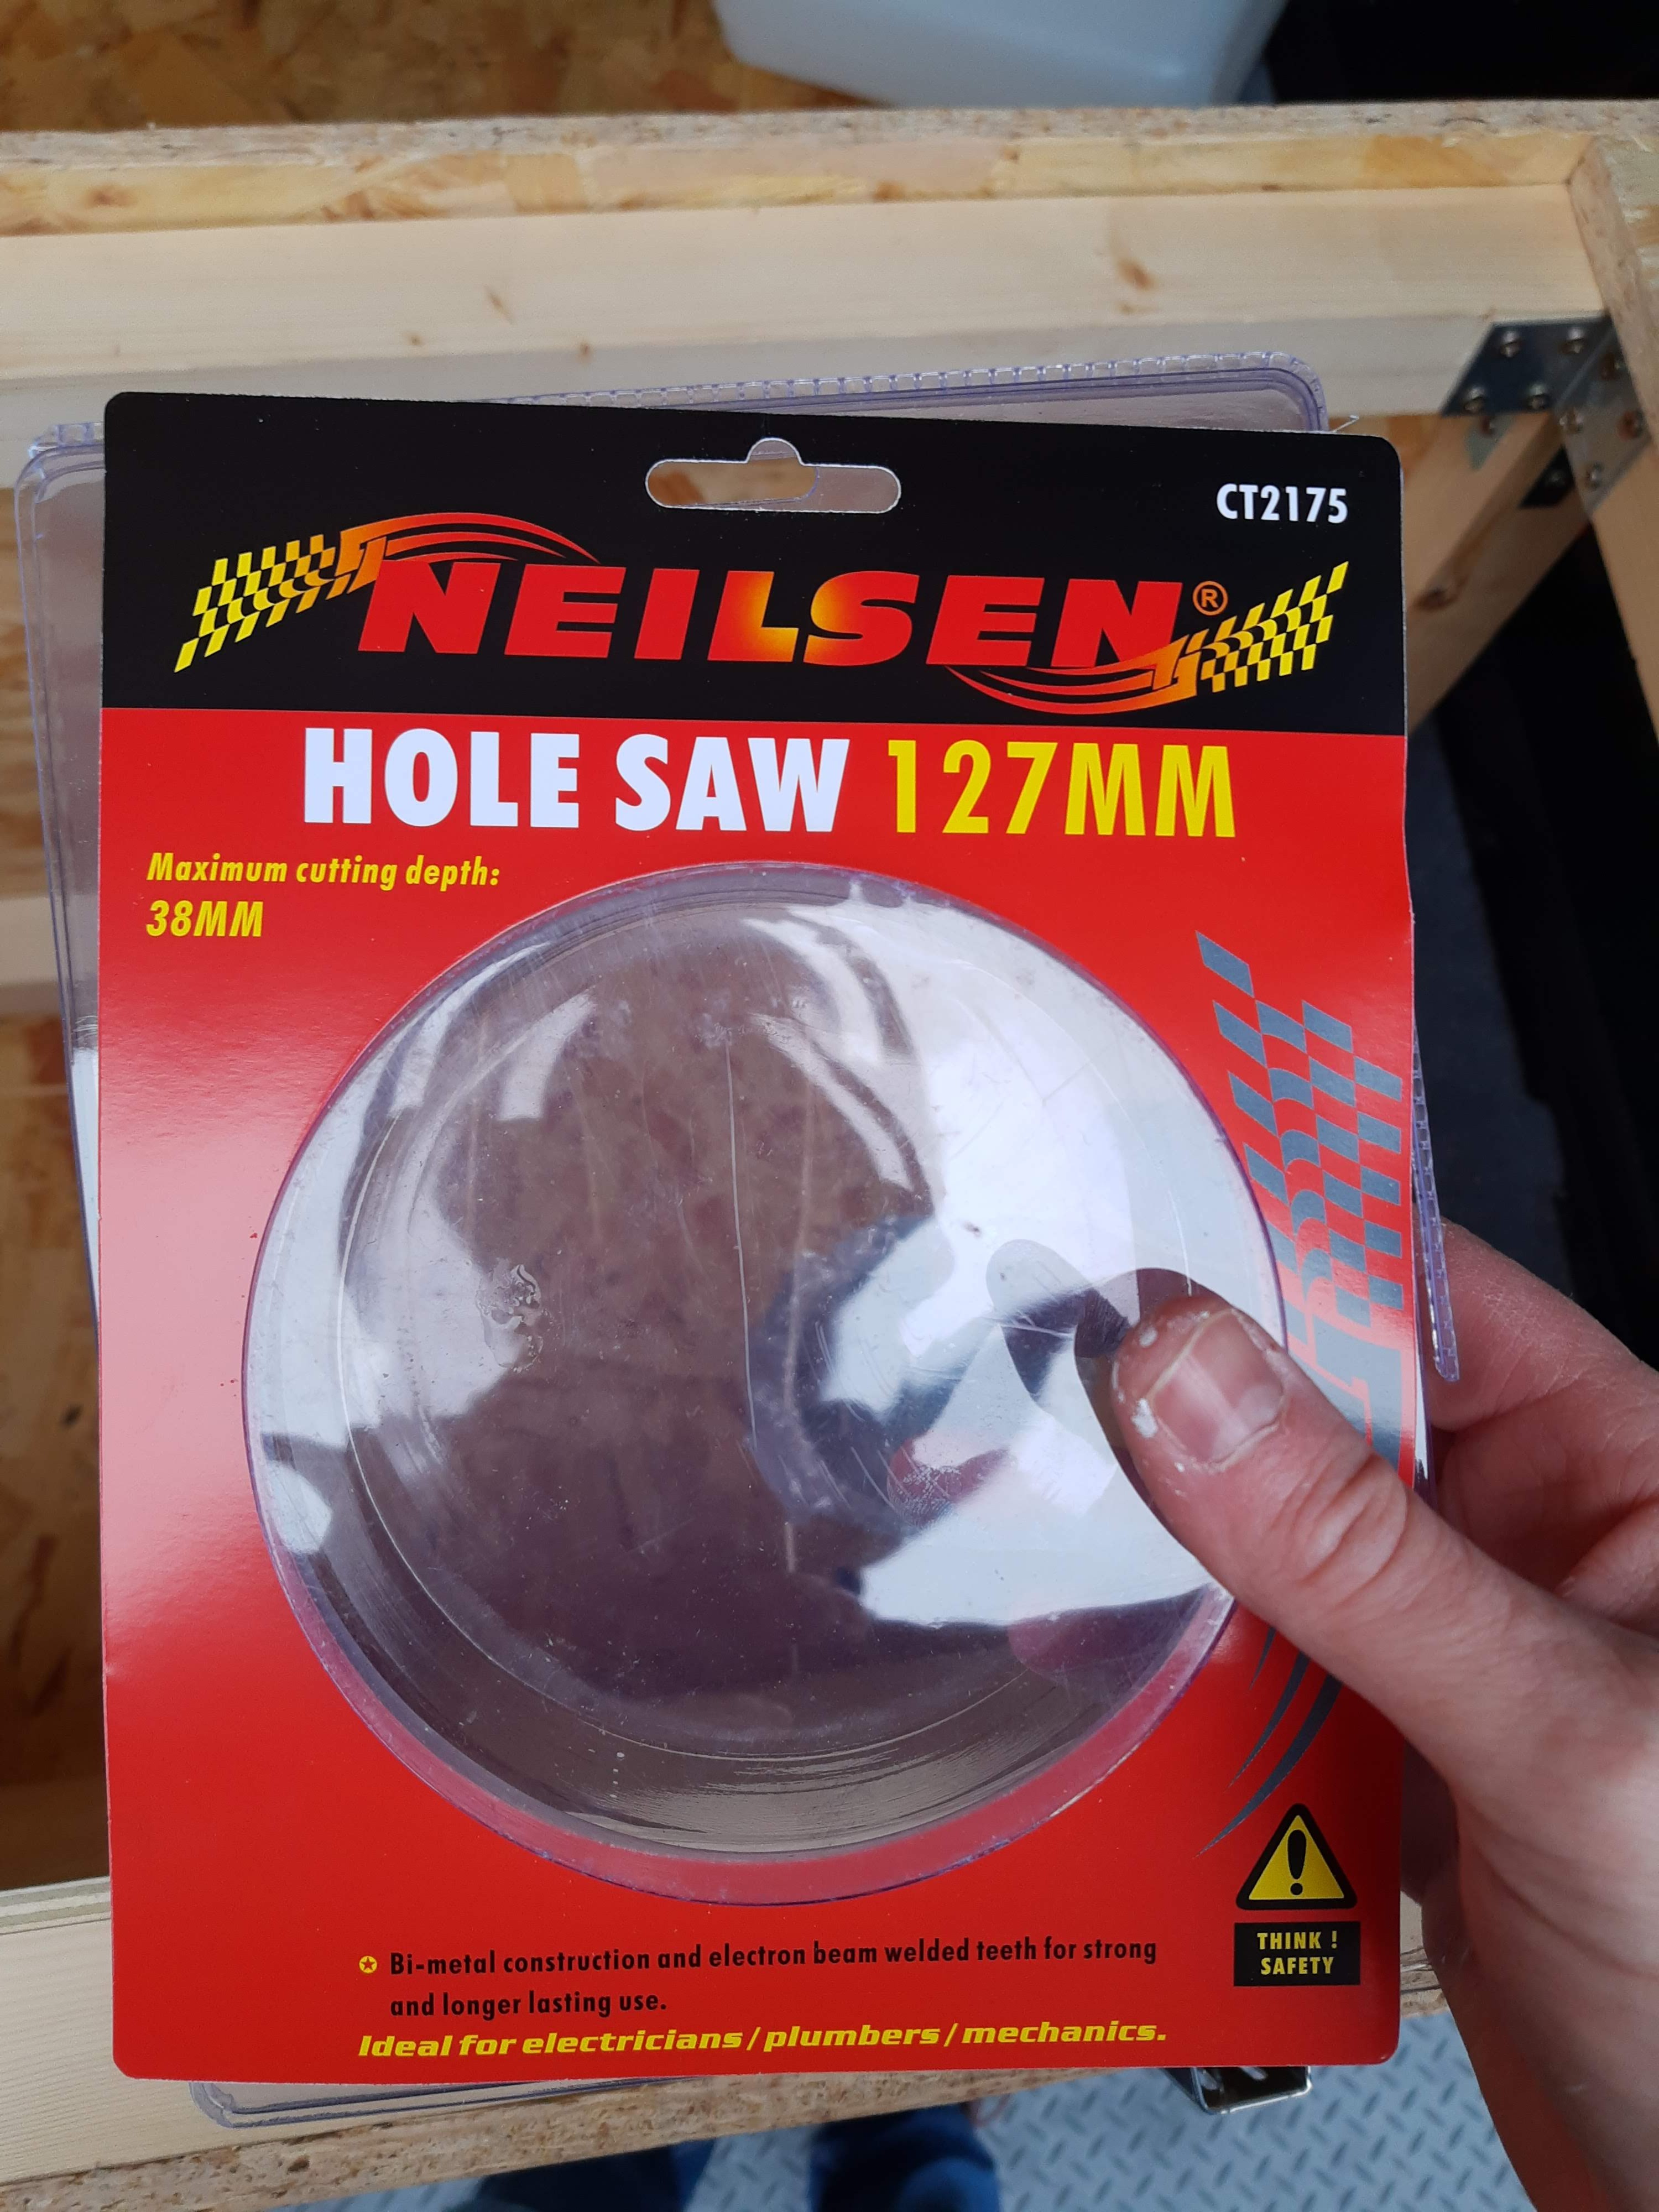 CT2175
NEILSEN®
HOLE SAW 127MM
Maximum cutting depth:
38MM
Bi-metal construction and electron beam welded teeth for strong
and longer lasting use.
Ideal for electricians/plumbers/mechanics.
THINK !
SAFETY